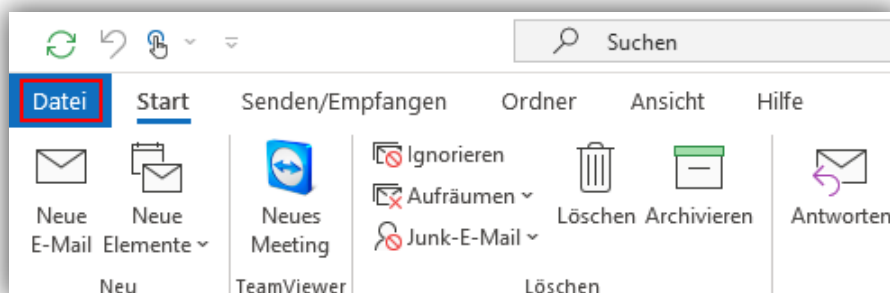 Suchen
Datei Start Senden/Empfangen Ordner Ansicht Hilfe
Neue
E-Mail
Neue
Elemente
Neues
Meeting
Ignorieren
Aufräumen
Junk-E-Mail
Löschen
Archivieren
Antworten
Neu
TeamViewer
Löschen